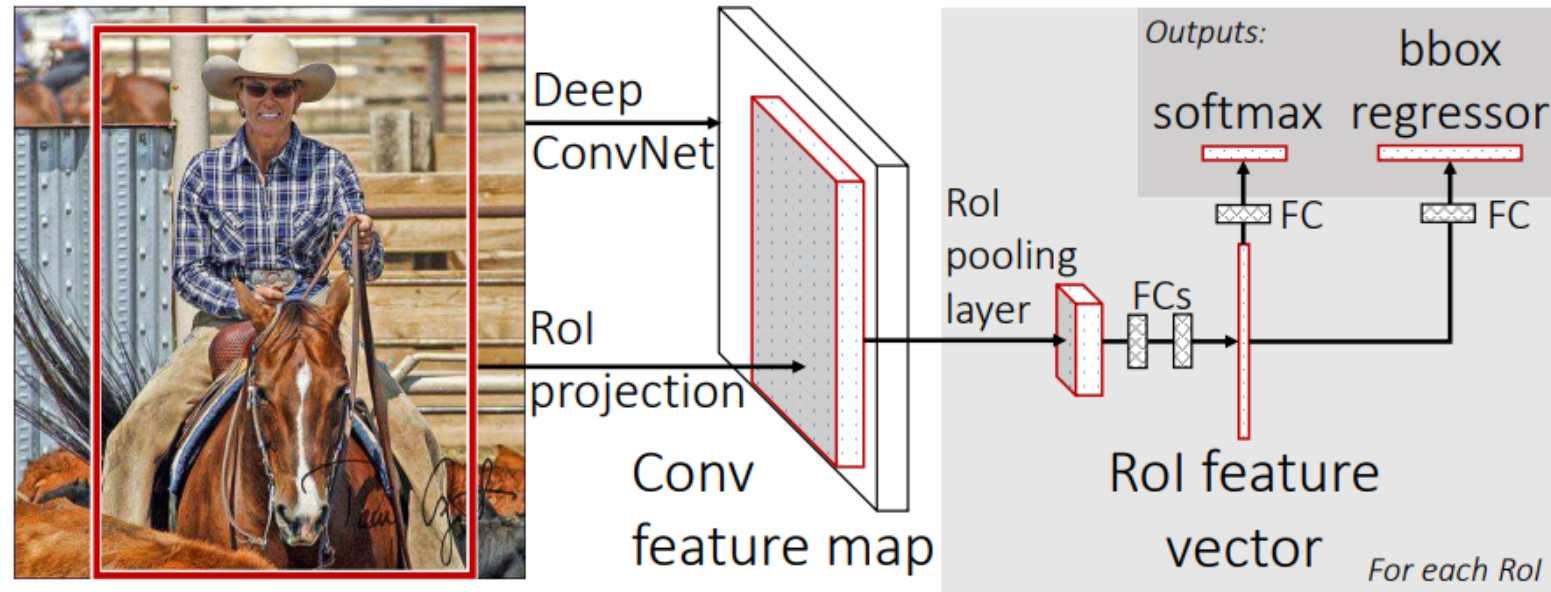 Deep
ConvNet
RoI
projection
Conv
feature map
RoI
pooling
layer
FCs
RoI feature
vector
For each RoI
Outputs:
softmax
bbox
regressor
FC
FC